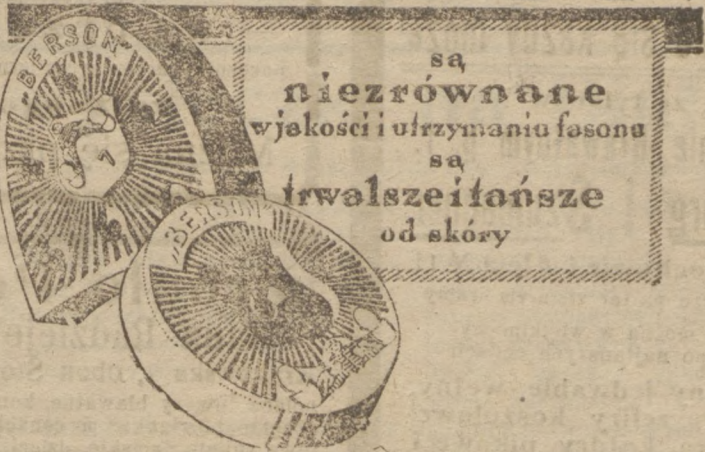 „BERSON”
są
niezrównane
w jakości i utrzymaniu fasonu
są
trwalsze i tańsze
od skóry
„BERSON”